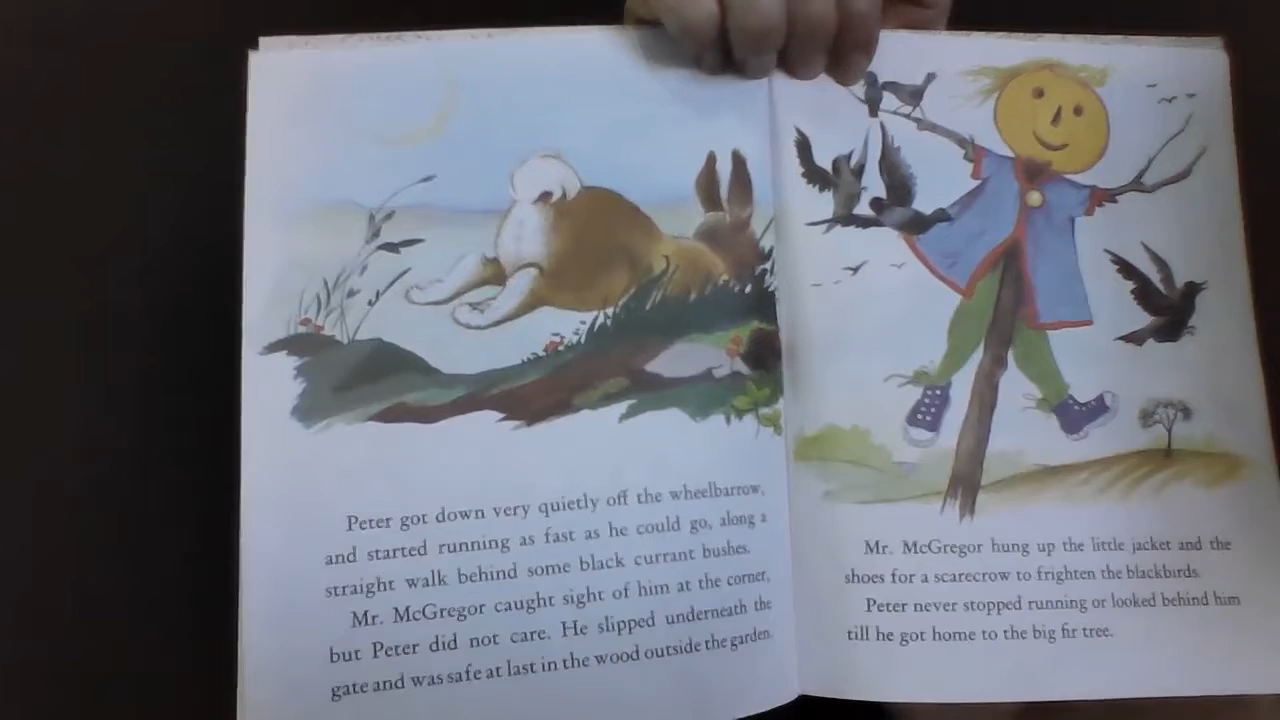 Peter got down very quietly off the wheelbarrow,
and started running as fast as he could go, along a
straight walk behind some black currant bushes.
Mr. McGregor caught sight of him at the corner,
but Peter did not care. He slipped underneath the
gate and was safe at last in the wood outside the garden.
Mr. McGregor hung up the little jacket and the
shoes for a scarecrow to frighten the blackbirds.
Peter never stopped running or looked behind him
till he got home to the big fir tree.